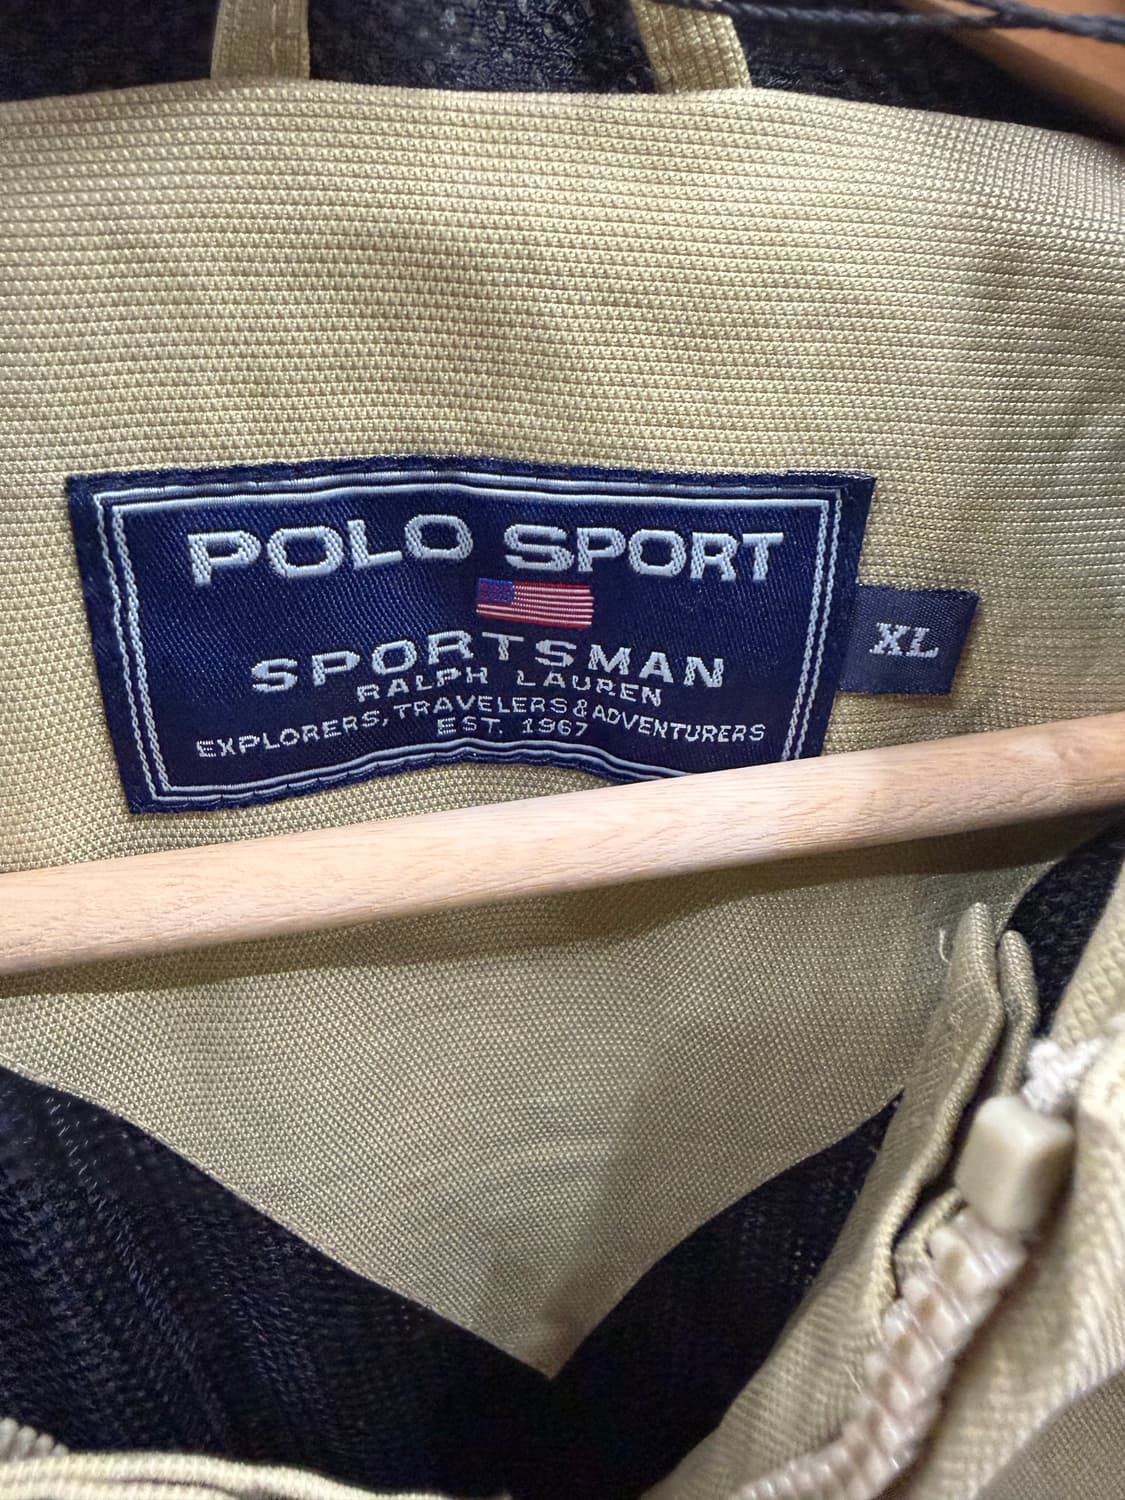 POLO SPORT
SPORTSMAN
RALPH LAUREN
EXPLORERS, TRAVELERS & ADVENTURERS
EST. 1967
XL